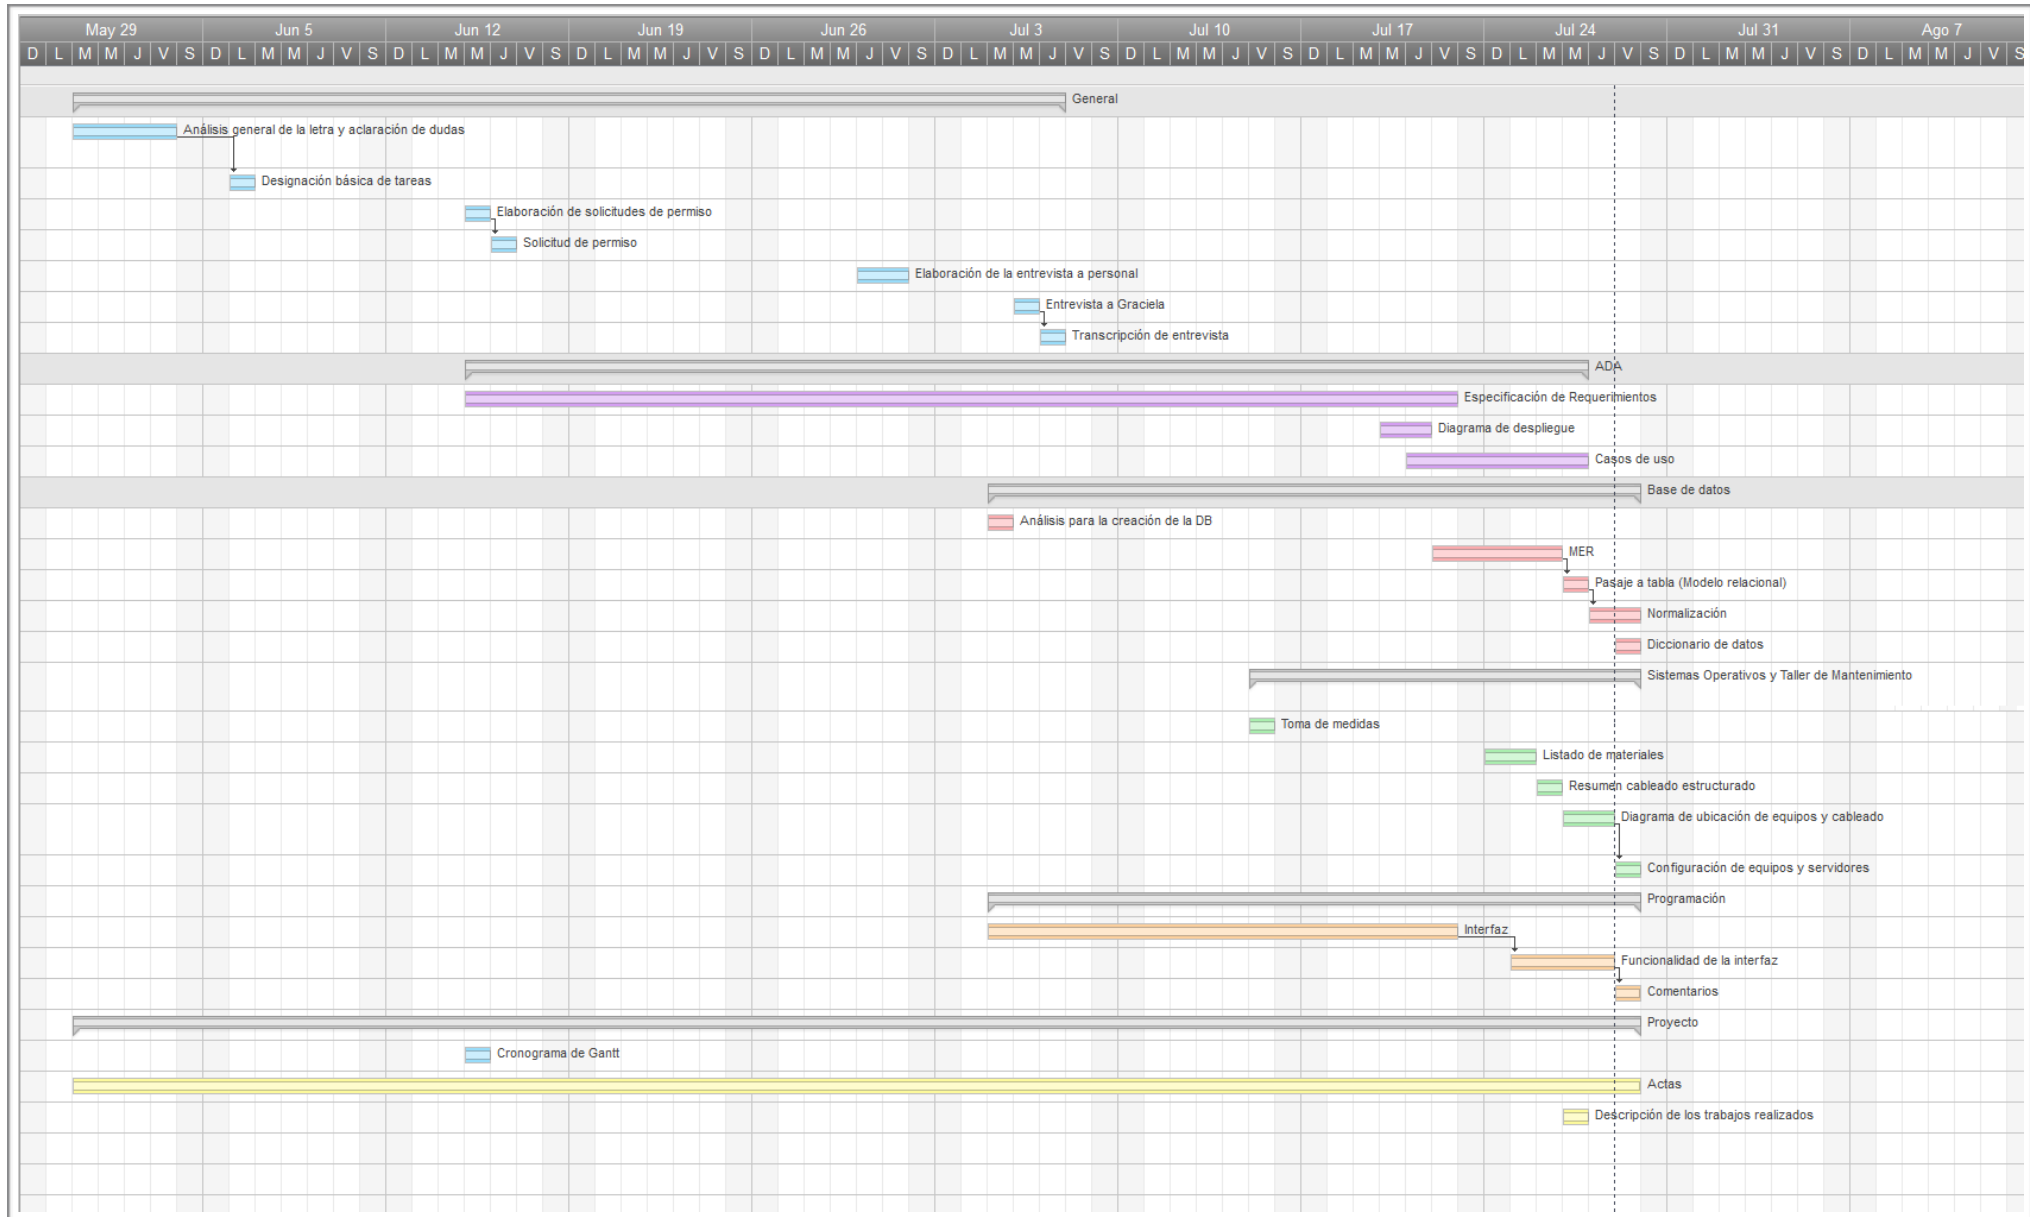 May 29 Jun 5 Jun 12 Jun 19 Jun 26 Jul 3 Jul 10 Jul 17 Jul 24 Jul 31 Ago 7
D L M M J V S D L M M J V S D L M M J V S D L M M J V S D L M M J V S D L M M J V S D L M M J V S D L M M J V S D L M M J V S D L M M J V S D L M M J V S
General
Análisis general de la letra y aclaración de dudas
Designación básica de tareas
Elaboración de solicitudes de permiso
Solicitud de permiso
Elaboración de la entrevista a personal
Entrevista a Graciela
Transcripción de entrevista
ADA
Especificación de Requerimientos
Diagrama de despliegue
Casos de uso
Base de datos
Análisis para la creación de la DB
MER
Pasaje a tabla (Modelo relacional)
Normalización
Diccionario de datos
Sistemas Operativos y Taller de Mantenimiento
Toma de medidas
Listado de materiales
Resumen cableado estructurado
Diagrama de ubicación de equipos y cableado
Configuración de equipos y servidores
Programación
Interfaz
Funcionalidad de la interfaz
Comentarios
Proyecto
Cronograma de Gantt
Actas
Descripción de los trabajos realizados